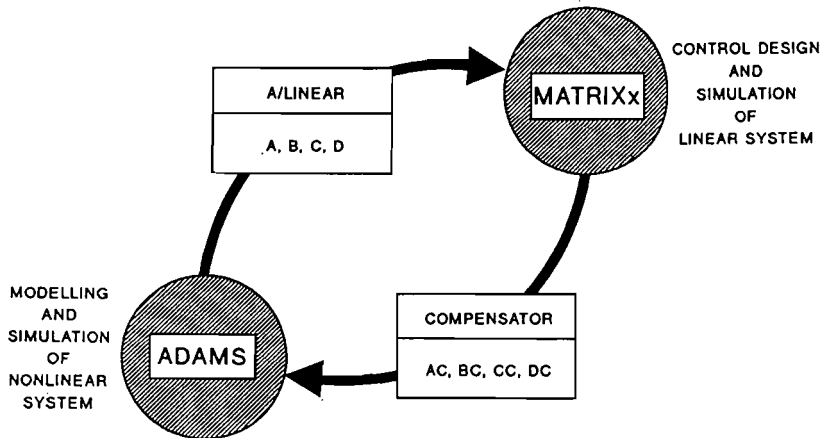 A/LINEAR
A, B, C, D
MATRIXx
CONTROL DESIGN
AND
SIMULATION
OF
LINEAR SYSTEM
MODELLING
AND
SIMULATION
OF
NONLINEAR
SYSTEM
ADAMS
COMPENSATOR
AC, BC, CC, DC